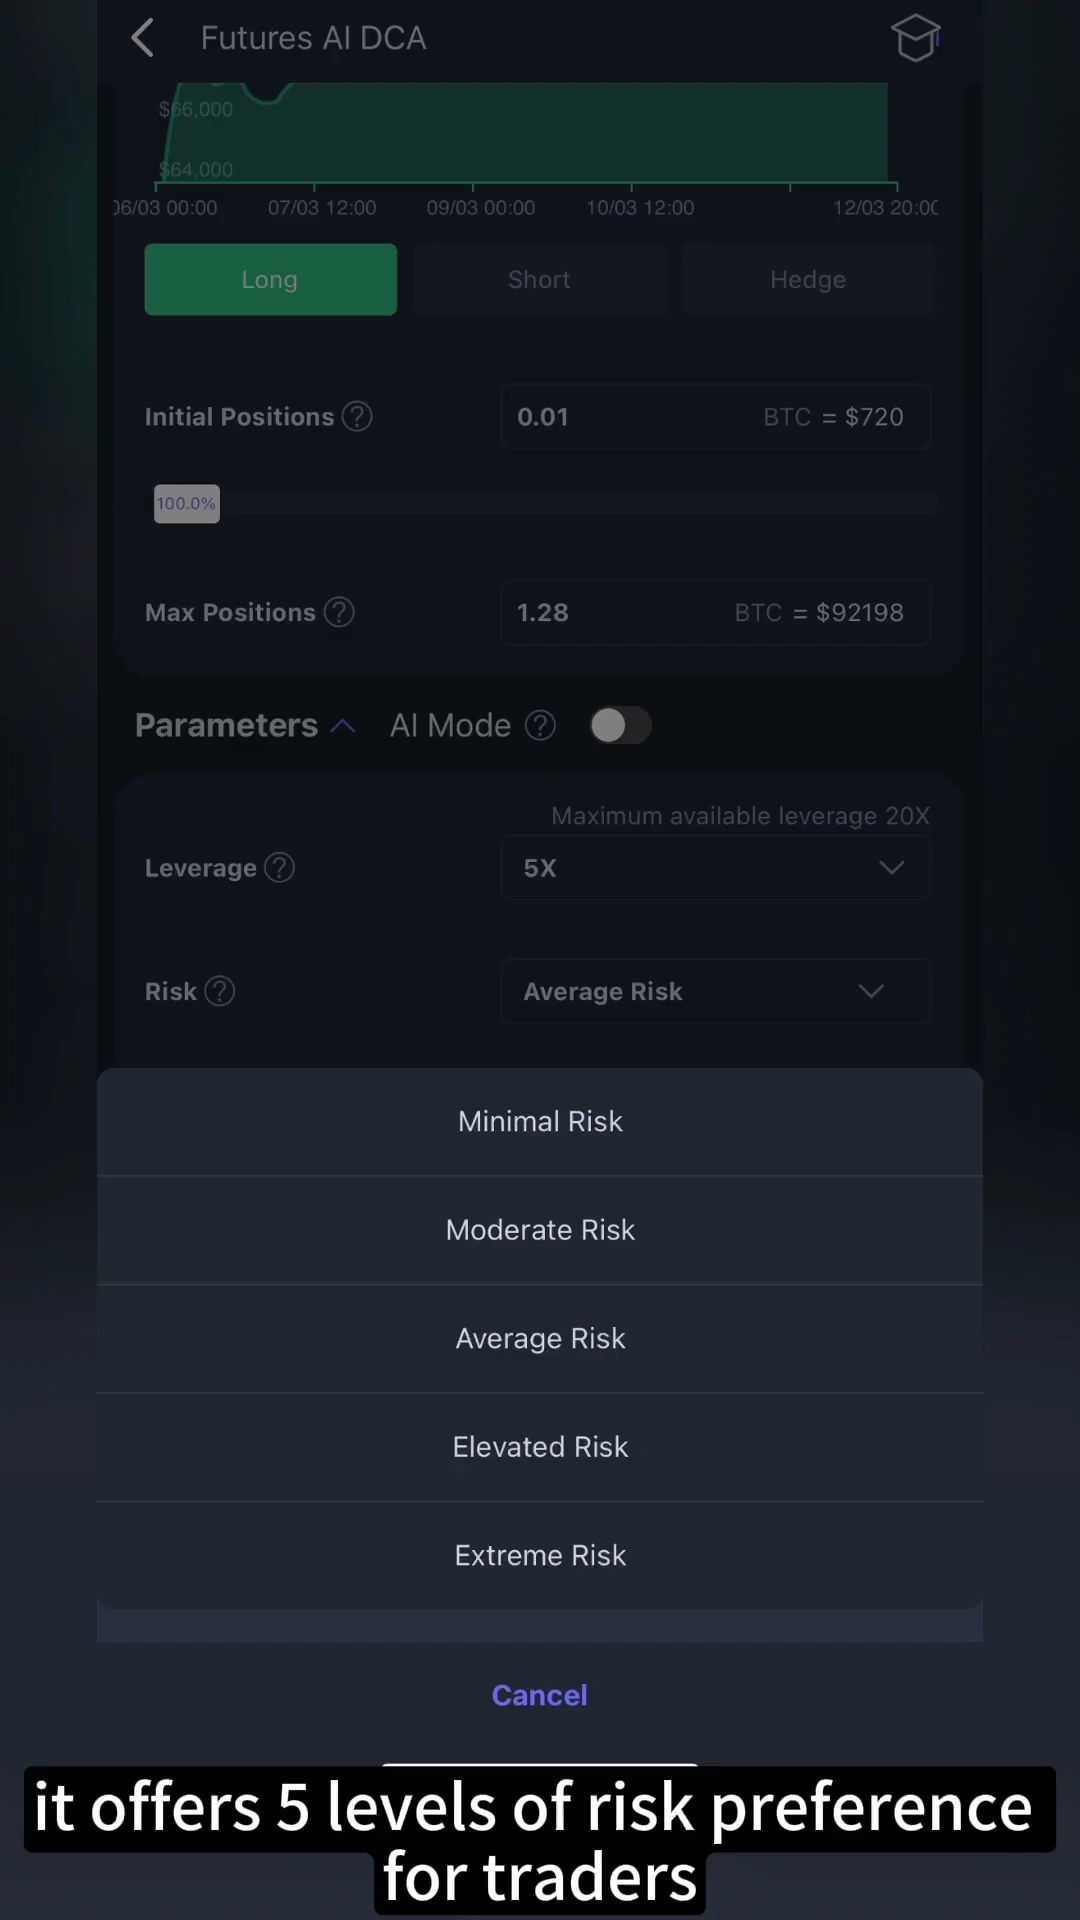 Futures AI DCA
$66,000
$64,000
06/03 00:00 07/03 12:00 09/03 00:00 10/03 12:00 12/03 20:00
Long Short Hedge
Initial Positions ? 0.01 BTC = $720
100.0%
Max Positions ? 1.28 BTC = $92198
Parameters AI Mode ?
Maximum available leverage 20X
Leverage ? 5X
Risk ? Average Risk
Minimal Risk
Moderate Risk
Average Risk
Elevated Risk
Extreme Risk
Cancel
it offers 5 levels of risk preference
for traders